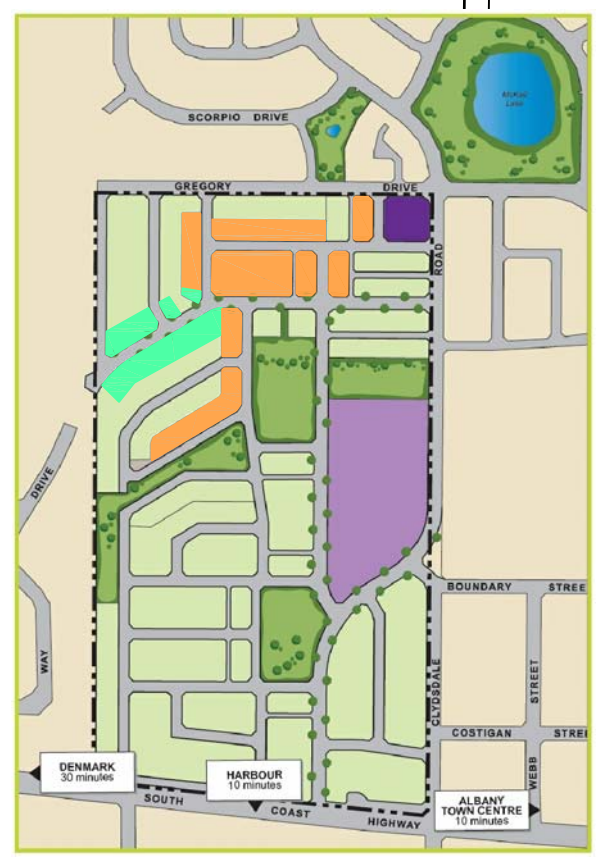 McKail
Lake
SCORPIO DRIVE
GREGORY DRIVE
ROAD
DRIVE
BOUNDARY STREE
WAY
CLYDSDALE
STREET
COSTIGAN STREE
DENMARK
30 minutes
HARBOUR
10 minutes
WEBB
ALBANY
TOWN CENTRE
10 minutes
SOUTH COAST HIGHWAY